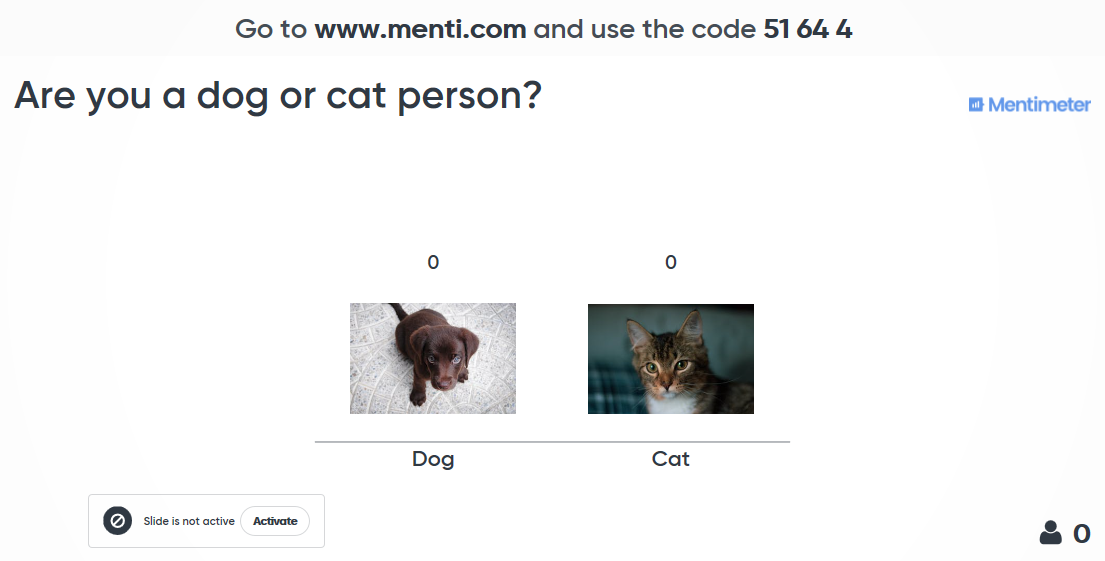 Go to www.menti.com and use the code 51 64 4
Are you a dog or cat person?
Mentimeter
0
0
Dog
Cat
Slide is not active
Activate
0